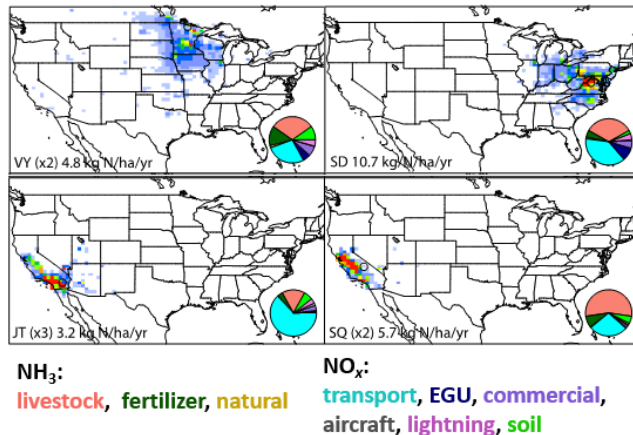 VY (x2) 4.8 kg N/ha/yr
SD 10.7 kg N/ha/yr
JT (x3) 3.2 kg N/ha/yr
SQ (x2) 5.7 kg N/ha/yr
NH₃:
livestock, fertilizer, natural
NOₓ:
transport, EGU, commercial,
aircraft, lightning, soil